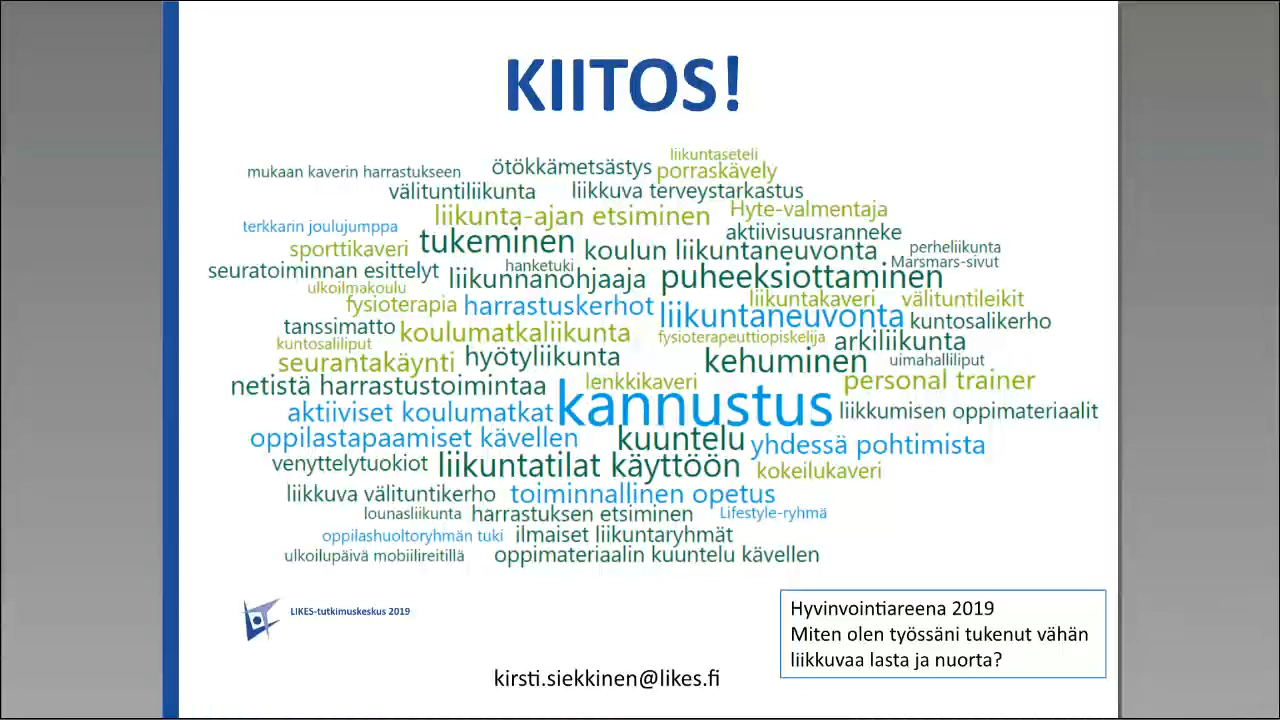 KIITOS!
liikuntaseteli
mukaan kaverin harrastukseen ötökkämetsästys porraskävely
välituntiliikunta liikkuva terveystarkastus
liikunta-ajan etsiminen Hyte-valmentaja
terkkarin joulujumppa tukeminen aktiivisuusranneke
sporttikaveri koulun liikuntaneuvonta perheliikunta
seuratoiminnan esittelyt hanketuki Marsmars-sivut
liikunnanohjaaja puheeksiottaminen
ulkoilmakoulu
fysioterapia harrastuskerhot liikuntakaveri välituntileikit
tanssimatto liikuntaneuvonta kuntosalikerho
koulumatkaliikunta fysioterapeuttiopiskelija arkiliikunta
kuntosaliliput
seurantakäynti hyötyliikunta kehuminen uimahalliliput
netistä harrastustoimintaa lenkkikaveri personal trainer
aktiiviset koulumatkat kannustus liikkumisen oppimateriaalit
oppilastapaamiset kävellen kuuntelu yhdessä pohtimista
venyttelytuokiot liikuntatilat käyttöön kokeilukaveri
liikkuva välituntikerho toiminnallinen opetus
lounasliikunta harrastuksen etsiminen Lifestyle-ryhmä
oppilashuoltoryhmän tuki ilmaiset liikuntaryhmät
ulkoilupäivä mobiilireitillä oppimateriaalin kuuntelu kävellen
LIKES-tutkimuskeskus 2019
Hyvinvointiareena 2019
Miten olen työssäni tukenut vähän
liikkuvaa lasta ja nuorta?
kirsti.siekkinen@likes.fi